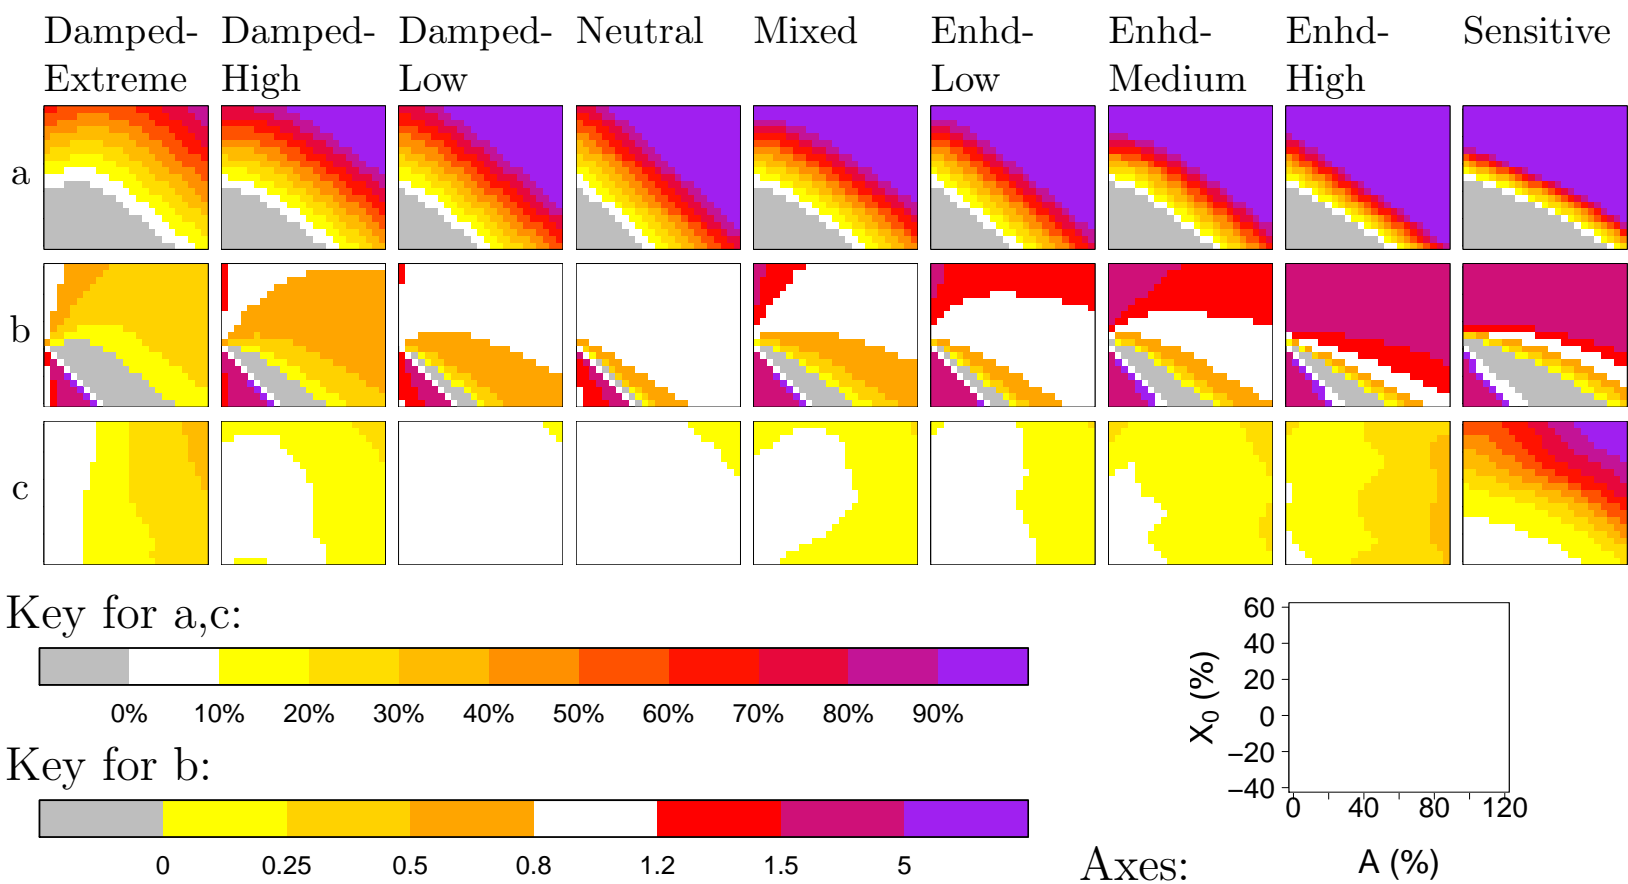 Damped- Damped- Damped- Neutral Mixed Enhd- Enhd- Enhd- Sensitive
Extreme High Low Low Medium High
a
b
c
Key for a,c:
0% 10% 20% 30% 40% 50% 60% 70% 80% 90%
Key for b:
0 0.25 0.5 0.8 1.2 1.5 5
60
40
20
0
−20
−40
X₀ (%)
0 40 80 120
Axes: A (%)